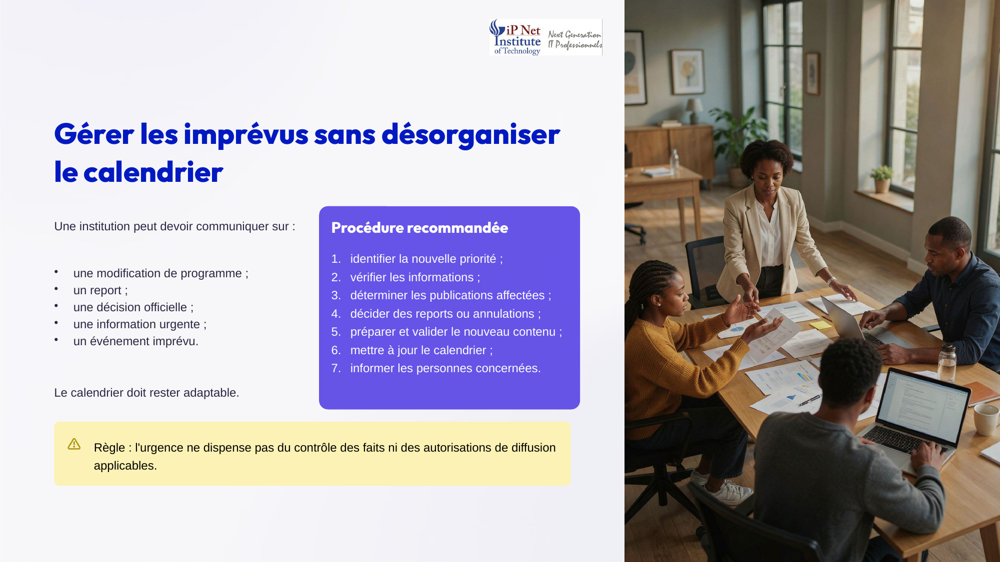 iP Net
Institute
of Technology
Next Generation
IT Professionnels
Gérer les imprévus sans désorganiser
le calendrier
Une institution peut devoir communiquer sur :
• une modification de programme ;
• un report ;
• une décision officielle ;
• une information urgente ;
• un événement imprévu.
Le calendrier doit rester adaptable.
Procédure recommandée
1. identifier la nouvelle priorité ;
2. vérifier les informations ;
3. déterminer les publications affectées ;
4. décider des reports ou annulations ;
5. préparer et valider le nouveau contenu ;
6. mettre à jour le calendrier ;
7. informer les personnes concernées.
Règle : l'urgence ne dispense pas du contrôle des faits ni des autorisations de diffusion
applicables.